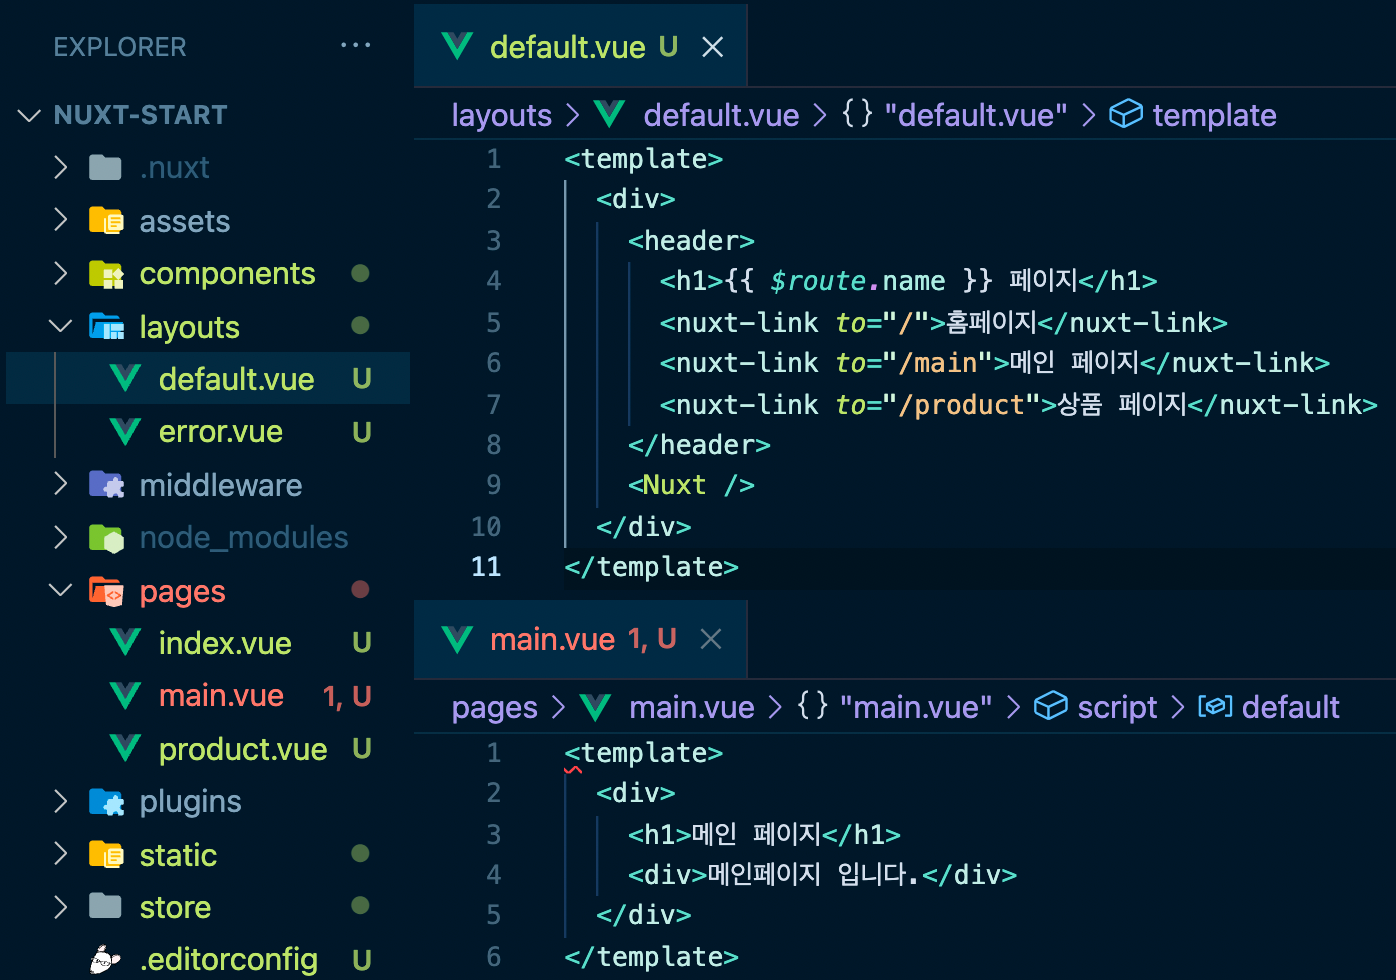 EXPLORER ···
NUXT-START
.nuxt
assets
components
layouts
default.vue U
error.vue U
middleware
node_modules
pages
index.vue U
main.vue 1, U
product.vue U
plugins
static
store
.editorconfig U
default.vue U
layouts > default.vue > {} "default.vue" > template
1 <template>
2 <div>
3 <header>
4 <h1>{{ $route.name }} 페이지</h1>
5 <nuxt-link to="/">홈페이지</nuxt-link>
6 <nuxt-link to="/main">메인 페이지</nuxt-link>
7 <nuxt-link to="/product">상품 페이지</nuxt-link>
8 </header>
9 <Nuxt />
10 </div>
11 </template>
main.vue 1, U
pages > main.vue > {} "main.vue" > script > default
1 <template>
2 <div>
3 <h1>메인 페이지</h1>
4 <div>메인페이지 입니다.</div>
5 </div>
6 </template>